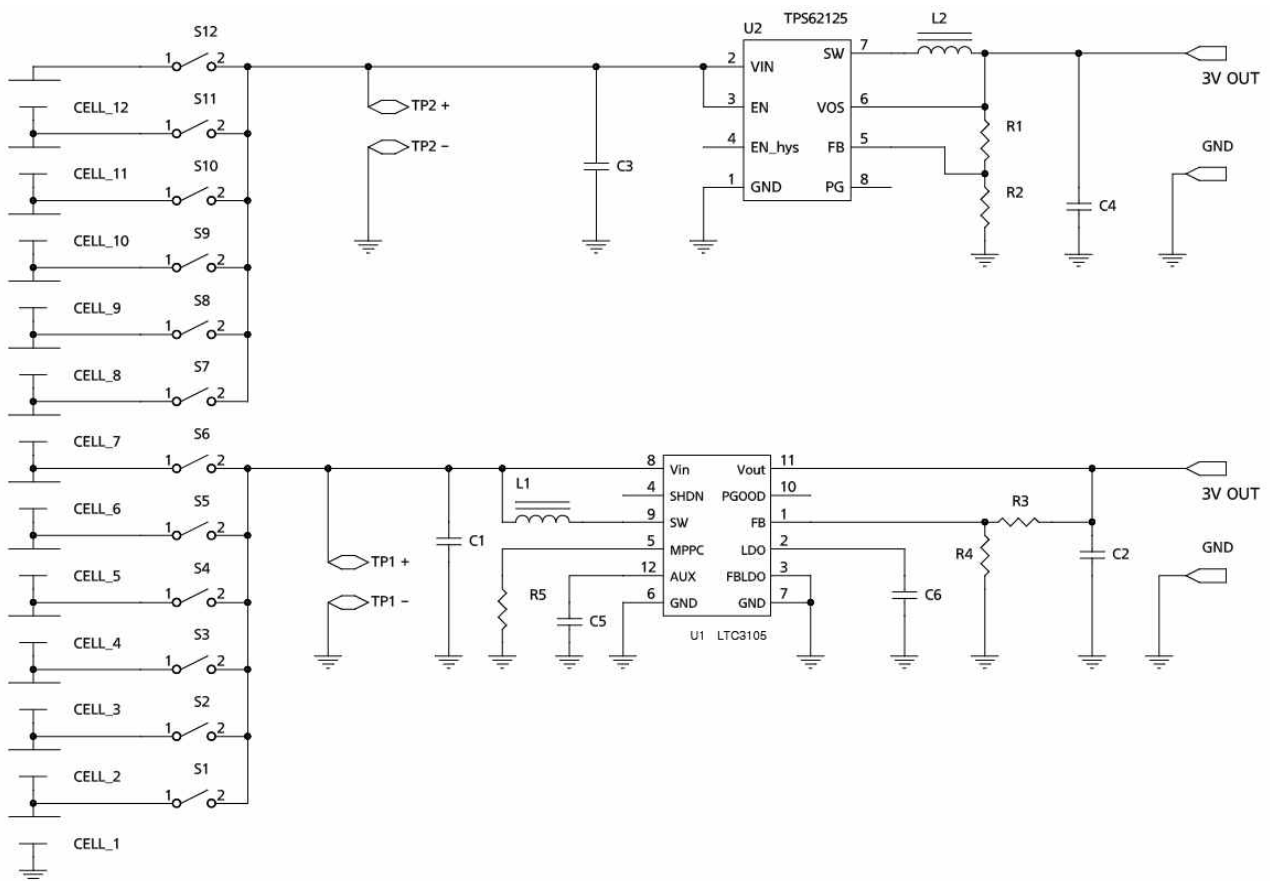 S12
1 2
CELL_12
S11
1 2
CELL_11
S10
1 2
CELL_10
S9
1 2
CELL_9
S8
1 2
CELL_8
S7
1 2
CELL_7
S6
1 2
CELL_6
S5
1 2
CELL_5
S4
1 2
CELL_4
S3
1 2
CELL_3
S2
1 2
CELL_2
S1
1 2
CELL_1
TP2 +
TP2 −
C3
U2
TPS62125
2 VIN SW 7
3 EN VOS 6
4 EN_hys FB 5
1 GND PG 8
L2
R1
R2
C4
3V OUT
GND
TP1 +
TP1 −
C1
L1
R5
C5
8 Vin Vout 11
4 SHDN PGOOD 10
9 SW FB 1
5 MPPC LDO 2
12 AUX FBLDO 3
6 GND GND 7
U1 LTC3105
C6
R4
R3
C2
3V OUT
GND